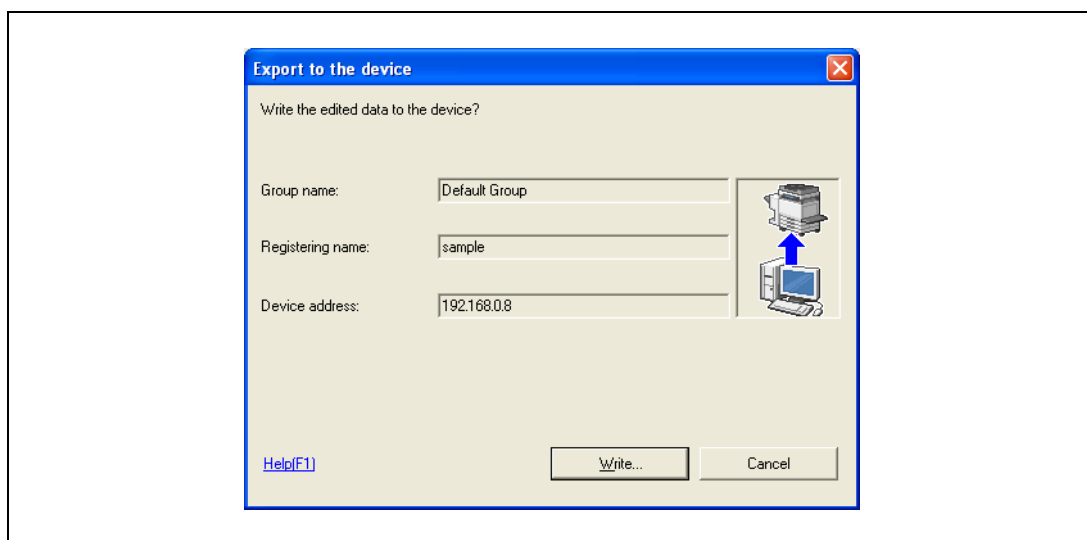 Export to the device
Write the edited data to the device?
Group name: Default Group
Registering name: sample
Device address: 192.168.0.8
Help(F1) Write... Cancel